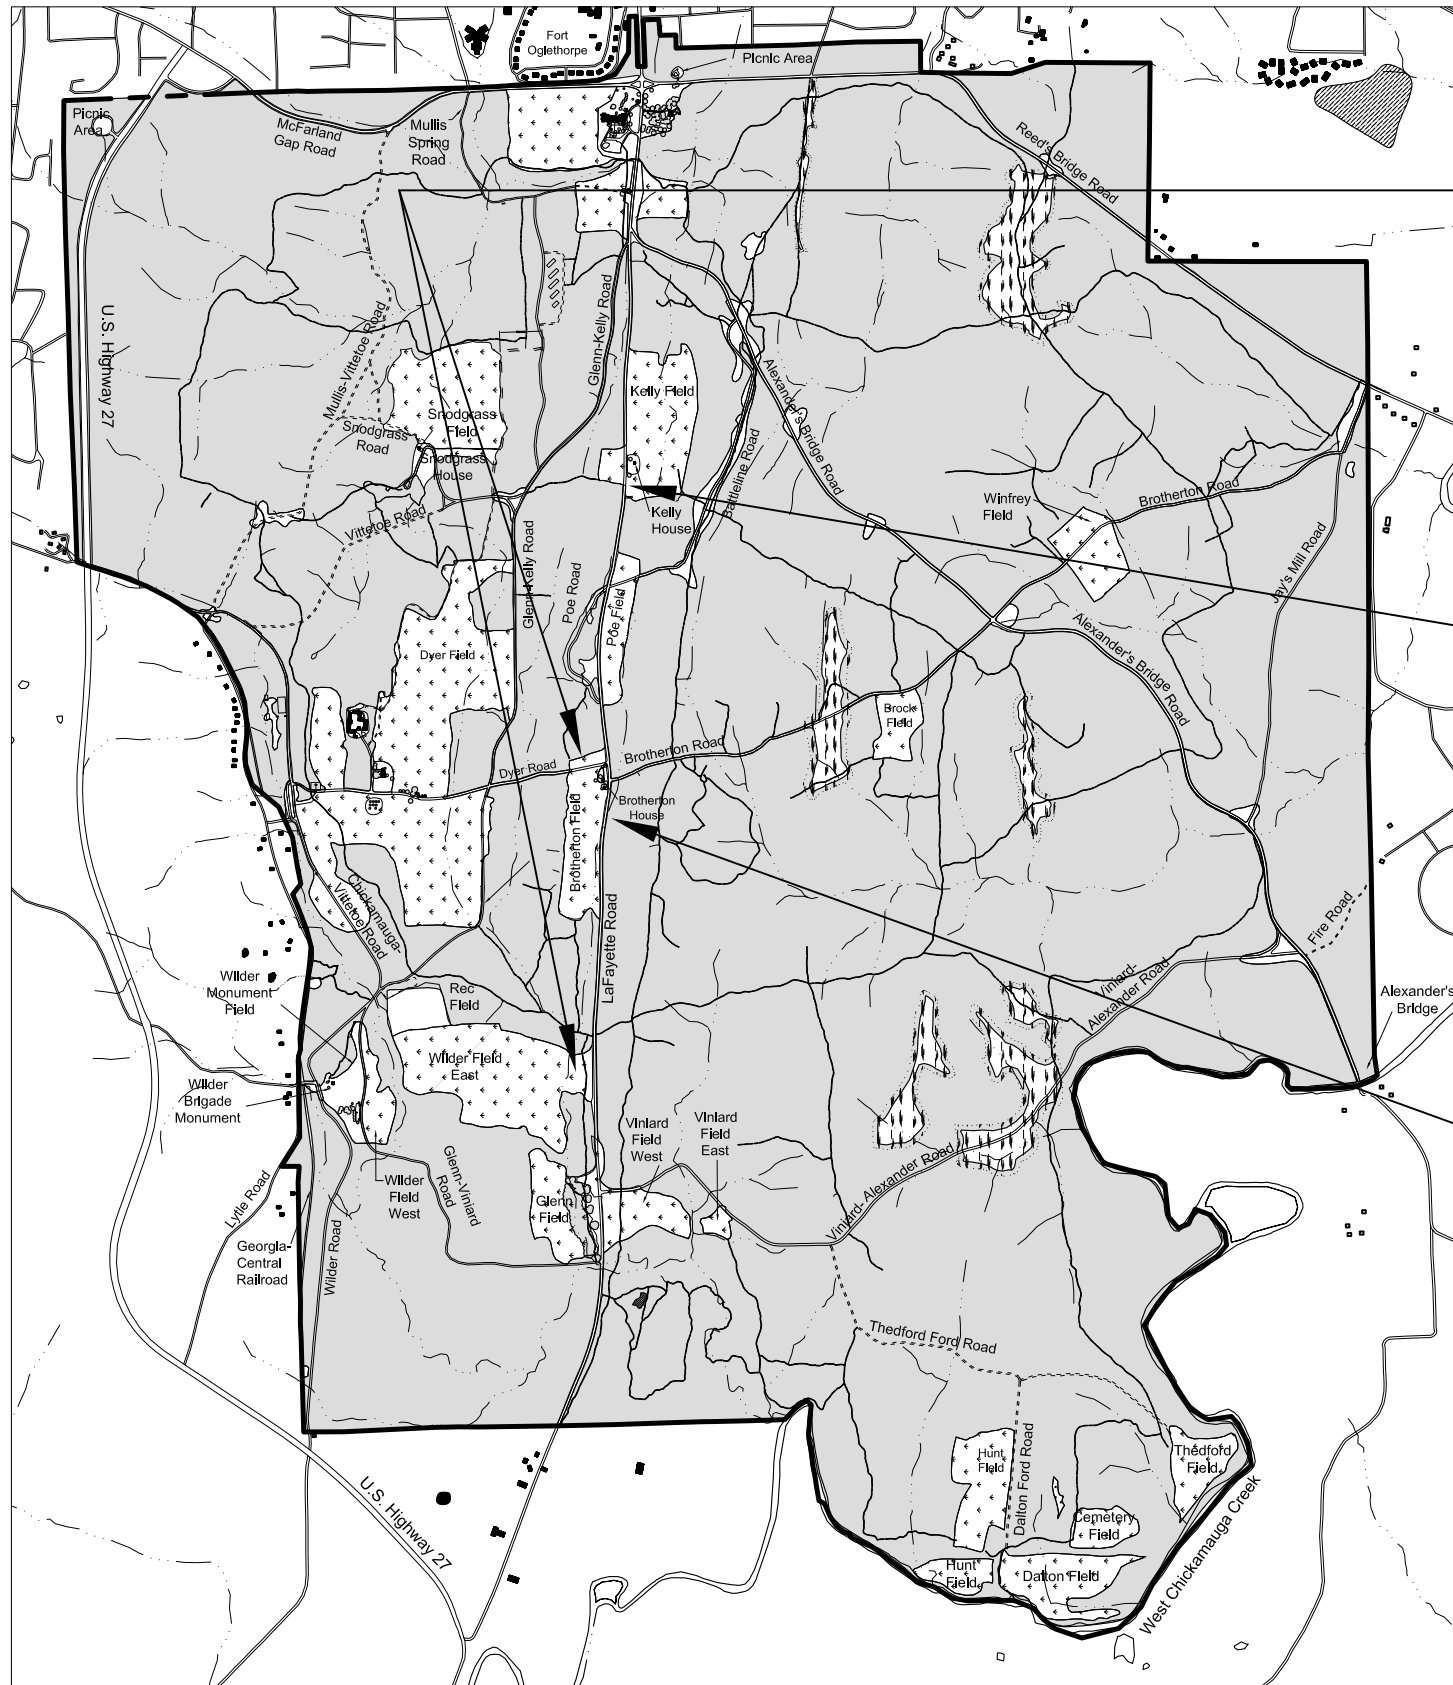 Fort
Oglethorpe
Picnic Area
Picnic
Area
McFarland
Gap Road
Mullis
Spring
Road
Reed's Bridge Road
U.S. Highway 27
Mullis-Vittetoe Road
Glenn-Kelly Road
Kelly Field
Alexander's Bridge Road
Snodgrass
Field
Snodgrass
Road
Snodgrass
House
Battleline Road
Kelly
House
Winfrey
Field
Brotherton Road
Vittetoe Road
Glenn-Kelly Road
Poe Road
Poe Field
Jay's Mill Road
Alexander's Bridge
Road
Dyer Field
Brock
Field
Dyer Road
Brotherton Road
Brotherton
House
Brotherton Field
Chickamauga-
Vittetoe Road
LaFayette Road
Fire Road
Wilder
Monument
Field
Rec
Field
Viniard-
Alexander Road
Alexander's
Bridge
Wilder Field
East
Wilder
Brigade
Monument
Viniard
Field
West
Viniard
Field
East
Glenn-Viniard
Road
Wilder
Field
West
Glenn
Field
Viniard- Alexander Road
Lytle Road
Georgia-
Central
Railroad
Wilder Road
Thedford Ford Road
Dalton Ford Road
Hunt
Field
Thedford
Field
Cemetery
Field
U.S. Highway 27
Hunt
Field
Dalton Field
West Chickamauga Creek